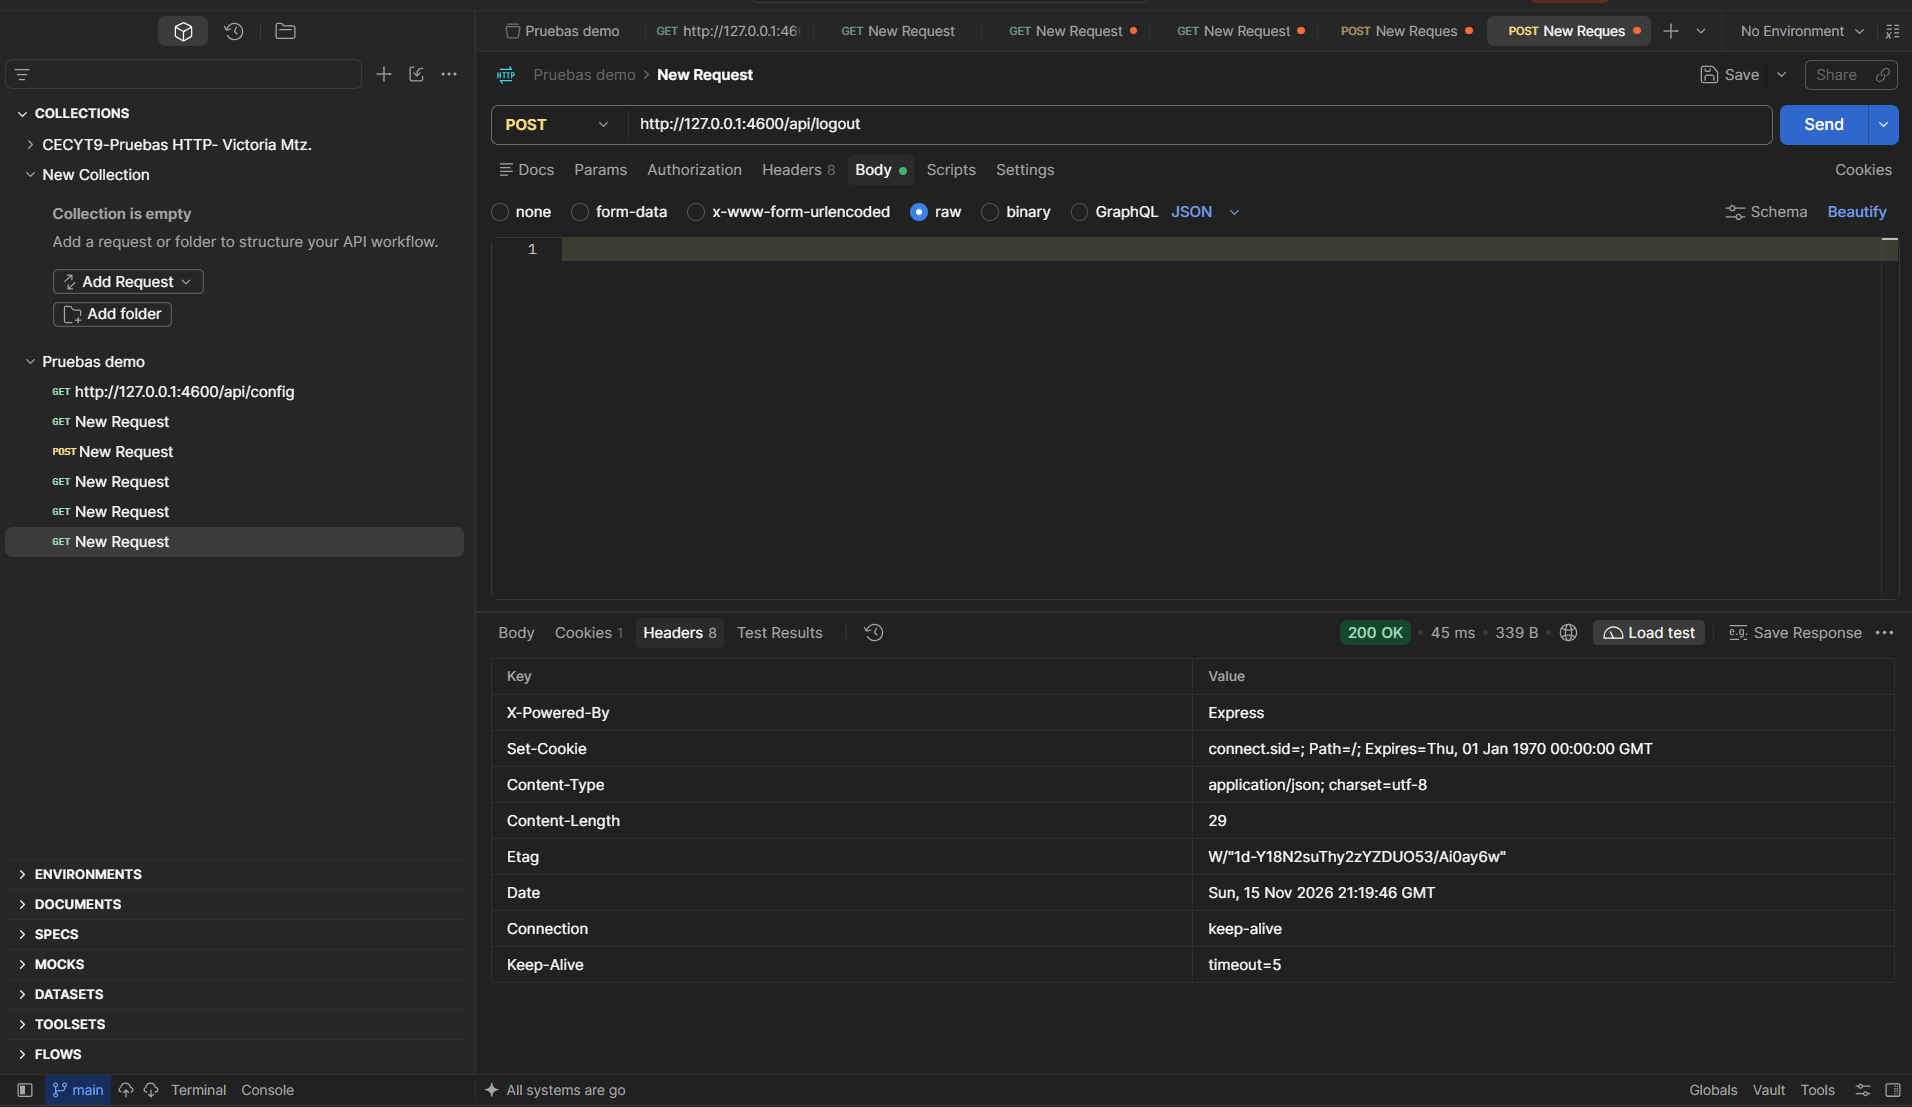 Pruebas demo
GET http://127.0.0.1:46
GET New Request
GET New Request
GET New Request
POST New Reques
POST New Reques
No Environment
COLLECTIONS
CECYT9-Pruebas HTTP- Victoria Mtz.
New Collection
Collection is empty
Add a request or folder to structure your API workflow.
Add Request
Add folder
Pruebas demo
GET http://127.0.0.1:4600/api/config
GET New Request
POST New Request
GET New Request
GET New Request
GET New Request
ENVIRONMENTS
DOCUMENTS
SPECS
MOCKS
DATASETS
TOOLSETS
FLOWS
HTTP Pruebas demo > New Request
Save
Share
POST http://127.0.0.1:4600/api/logout
Send
Docs Params Authorization Headers 8 Body Scripts Settings
Cookies
none form-data x-www-form-urlencoded raw binary GraphQL JSON
Schema Beautify
1
Body Cookies 1 Headers 8 Test Results
200 OK • 45 ms • 339 B •
Load test
e.g. Save Response
Key Value
X-Powered-By Express
Set-Cookie connect.sid=; Path=/; Expires=Thu, 01 Jan 1970 00:00:00 GMT
Content-Type application/json; charset=utf-8
Content-Length 29
Etag W/"1d-Y18N2suThy2zYZDUO53/Ai0ay6w"
Date Sun, 15 Nov 2026 21:19:46 GMT
Connection keep-alive
Keep-Alive timeout=5
main Terminal Console
All systems are go
Globals Vault Tools